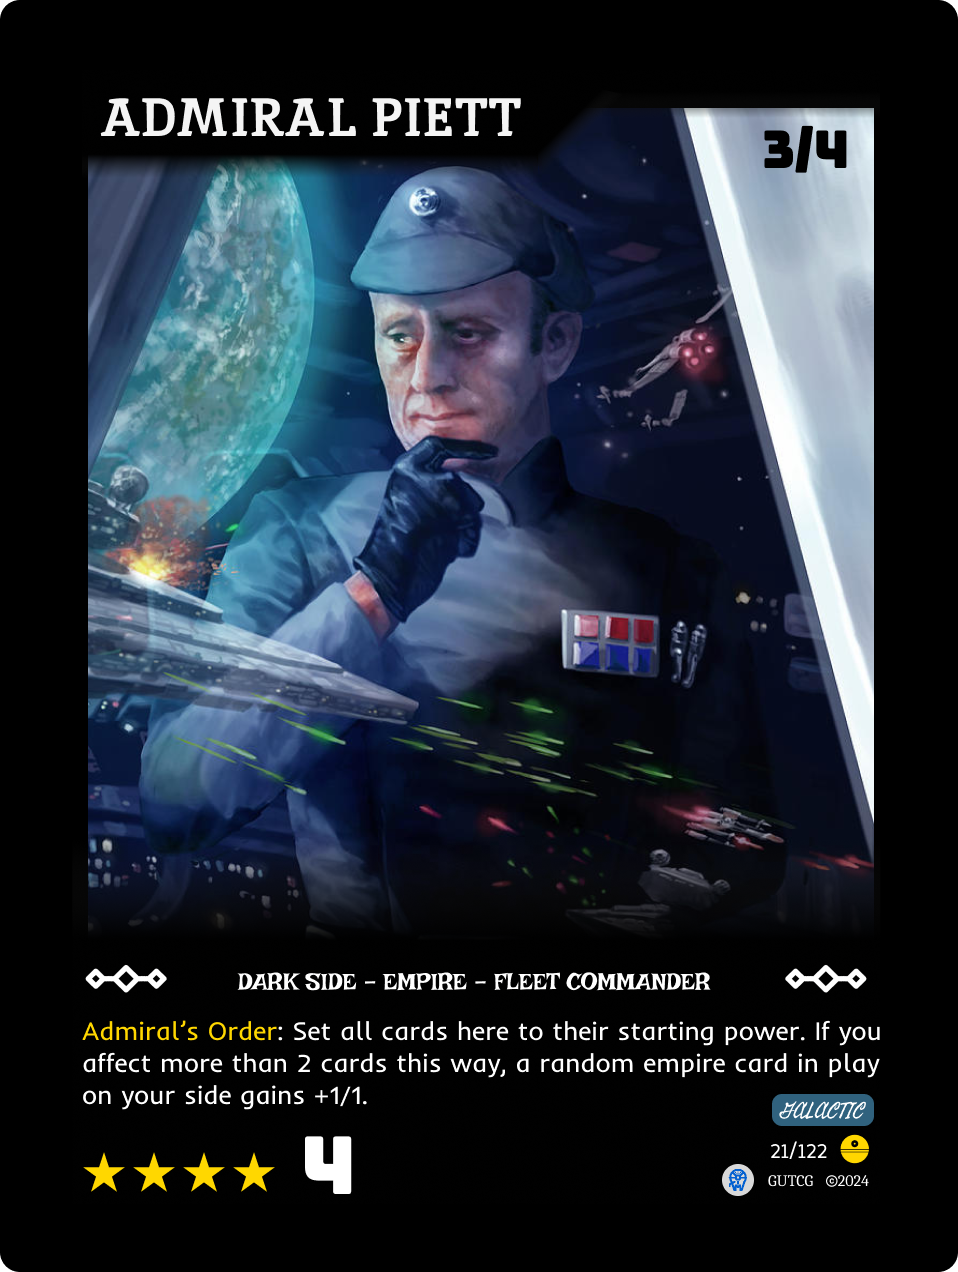 ADMIRAL PIETT
3/4
DARK SIDE – EMPIRE – FLEET COMMANDER
Admiral's Order: Set all cards here to their starting power. If you
affect more than 2 cards this way, a random empire card in play
on your side gains +1/1.
GALACTIC
4
21/122
GUTCG ©2024